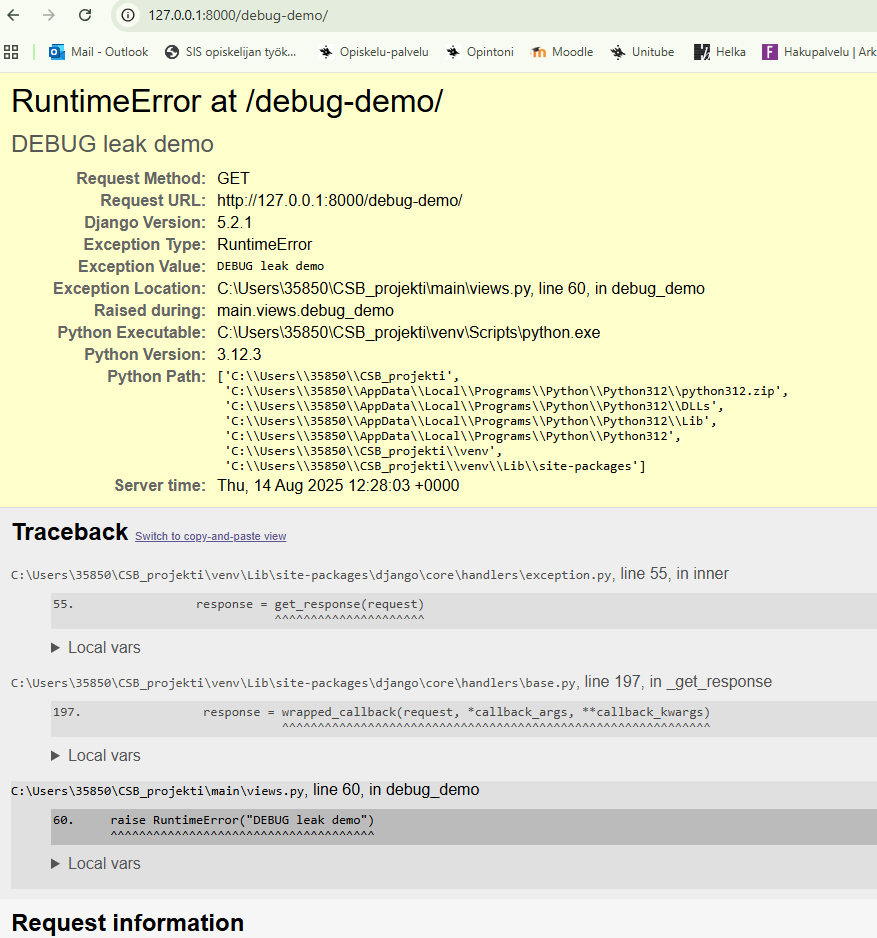 127.0.0.1:8000/debug-demo/
Mail - Outlook SIS opiskelijan työk... Opiskelu-palvelu Opintoni Moodle Unitube Helka Hakupalvelu | Ark
RuntimeError at /debug-demo/
DEBUG leak demo
Request Method: GET
Request URL: http://127.0.0.1:8000/debug-demo/
Django Version: 5.2.1
Exception Type: RuntimeError
Exception Value: DEBUG leak demo
Exception Location: C:\Users\35850\CSB_projekti\main\views.py, line 60, in debug_demo
Raised during: main.views.debug_demo
Python Executable: C:\Users\35850\CSB_projekti\venv\Scripts\python.exe
Python Version: 3.12.3
Python Path: ['C:\\Users\\35850\\CSB_projekti',
'C:\\Users\\35850\\AppData\\Local\\Programs\\Python\\Python312\\python312.zip',
'C:\\Users\\35850\\AppData\\Local\\Programs\\Python\\Python312\\DLLs',
'C:\\Users\\35850\\AppData\\Local\\Programs\\Python\\Python312\\Lib',
'C:\\Users\\35850\\AppData\\Local\\Programs\\Python\\Python312',
'C:\\Users\\35850\\CSB_projekti\\venv',
'C:\\Users\\35850\\CSB_projekti\\venv\\Lib\\site-packages']
Server time: Thu, 14 Aug 2025 12:28:03 +0000
Traceback Switch to copy-and-paste view
C:\Users\35850\CSB_projekti\venv\Lib\site-packages\django\core\handlers\exception.py, line 55, in inner
55. response = get_response(request)
^^^^^^^^^^^^^^^^^^^^^
Local vars
C:\Users\35850\CSB_projekti\venv\Lib\site-packages\django\core\handlers\base.py, line 197, in _get_response
197. response = wrapped_callback(request, *callback_args, **callback_kwargs)
^^^^^^^^^^^^^^^^^^^^^^^^^^^^^^^^^^^^^^^^^^^^^^^^^^^^^^^^^^^^
Local vars
C:\Users\35850\CSB_projekti\main\views.py, line 60, in debug_demo
60. raise RuntimeError("DEBUG leak demo")
^^^^^^^^^^^^^^^^^^^^^^^^^^^^^^^^^^^^^
Local vars
Request information